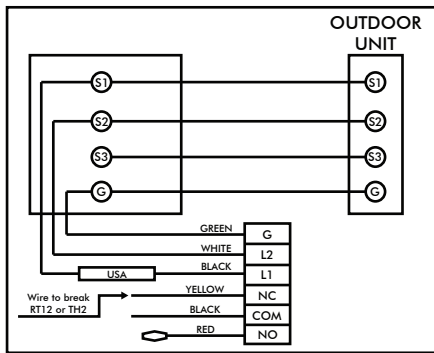 OUTDOOR
UNIT
S1 S1
S2 S2
S3 S3
G G
GREEN G
WHITE L2
BLACK L1
USA
YELLOW NC
Wire to break
RT12 or TH2
BLACK COM
RED NO